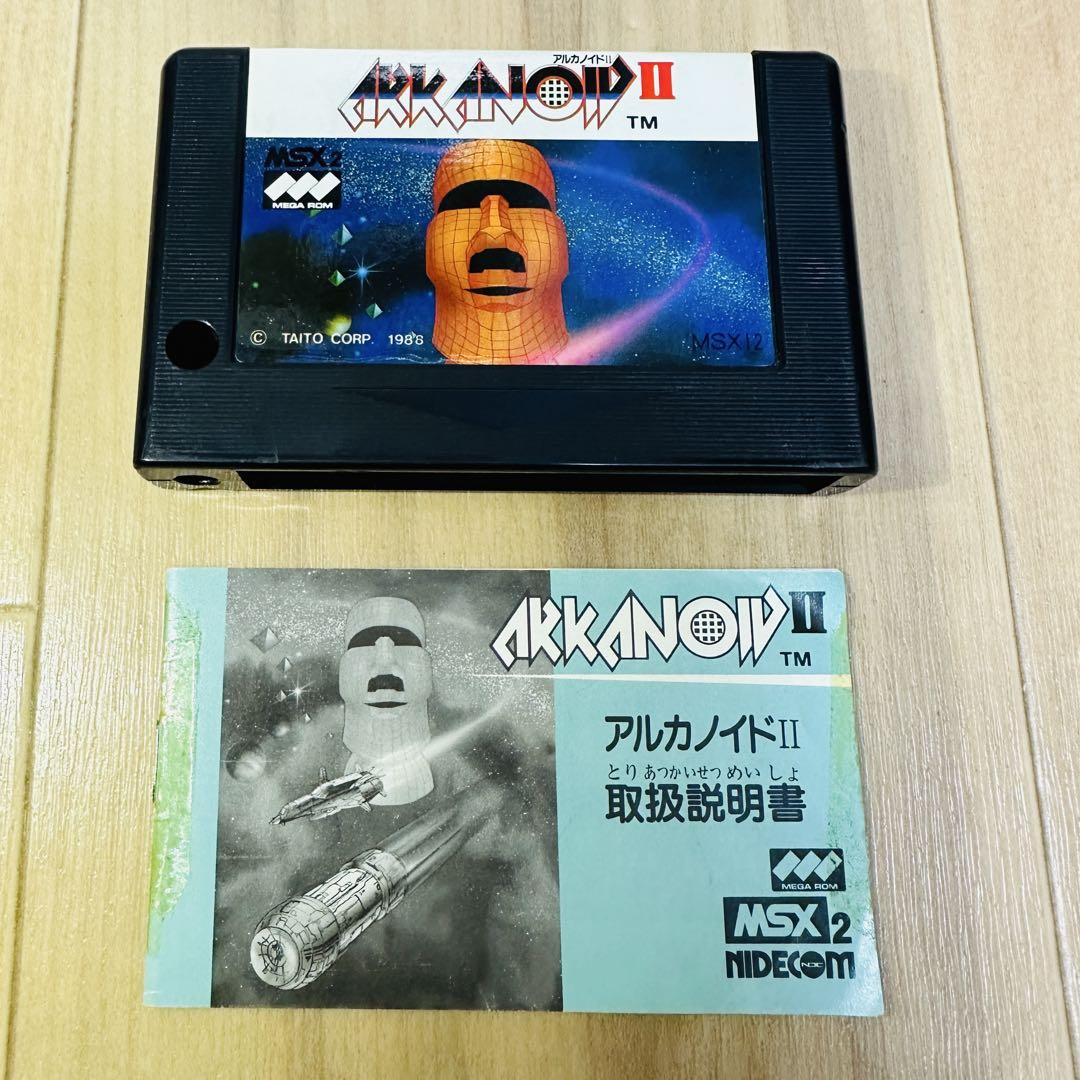 アルカノイドII
ARKANOID II
TM
MSX2
MEGA ROM
© TAITO CORP. 1988
MSX12
ARKANOID II
TM
アルカノイドII
とりあつかいせつめいしょ
取扱説明書
MEGA ROM
MSX2
NIDECOM
NDC